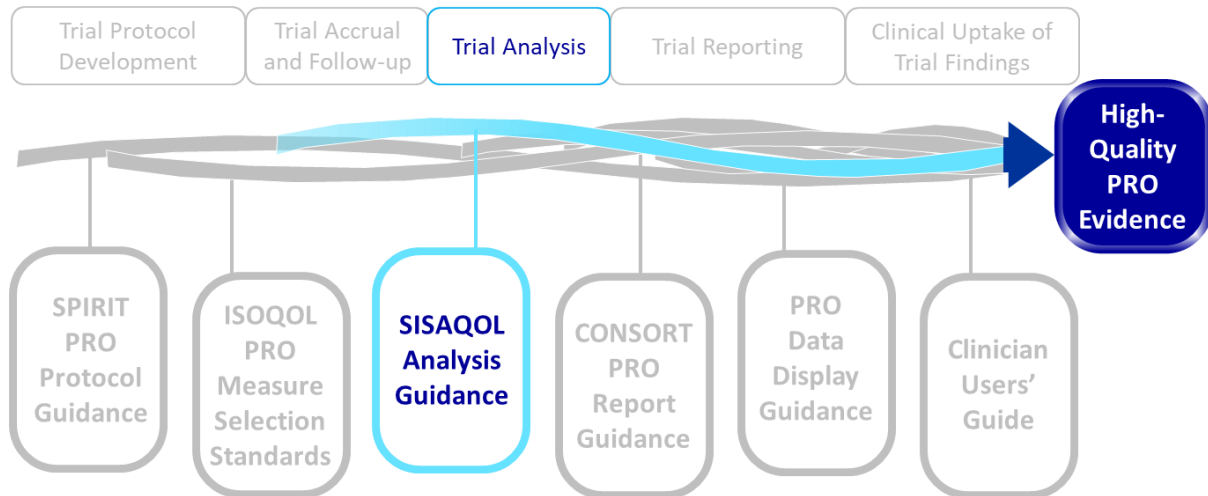 Trial Protocol
Development
Trial Accrual
and Follow-up
Trial Analysis
Trial Reporting
Clinical Uptake of
Trial Findings
High-
Quality
PRO
Evidence
SPIRIT
PRO
Protocol
Guidance
ISOQOL
PRO
Measure
Selection
Standards
SISAQOL
Analysis
Guidance
CONSORT
PRO
Report
Guidance
PRO
Data
Display
Guidance
Clinician
Users’
Guide